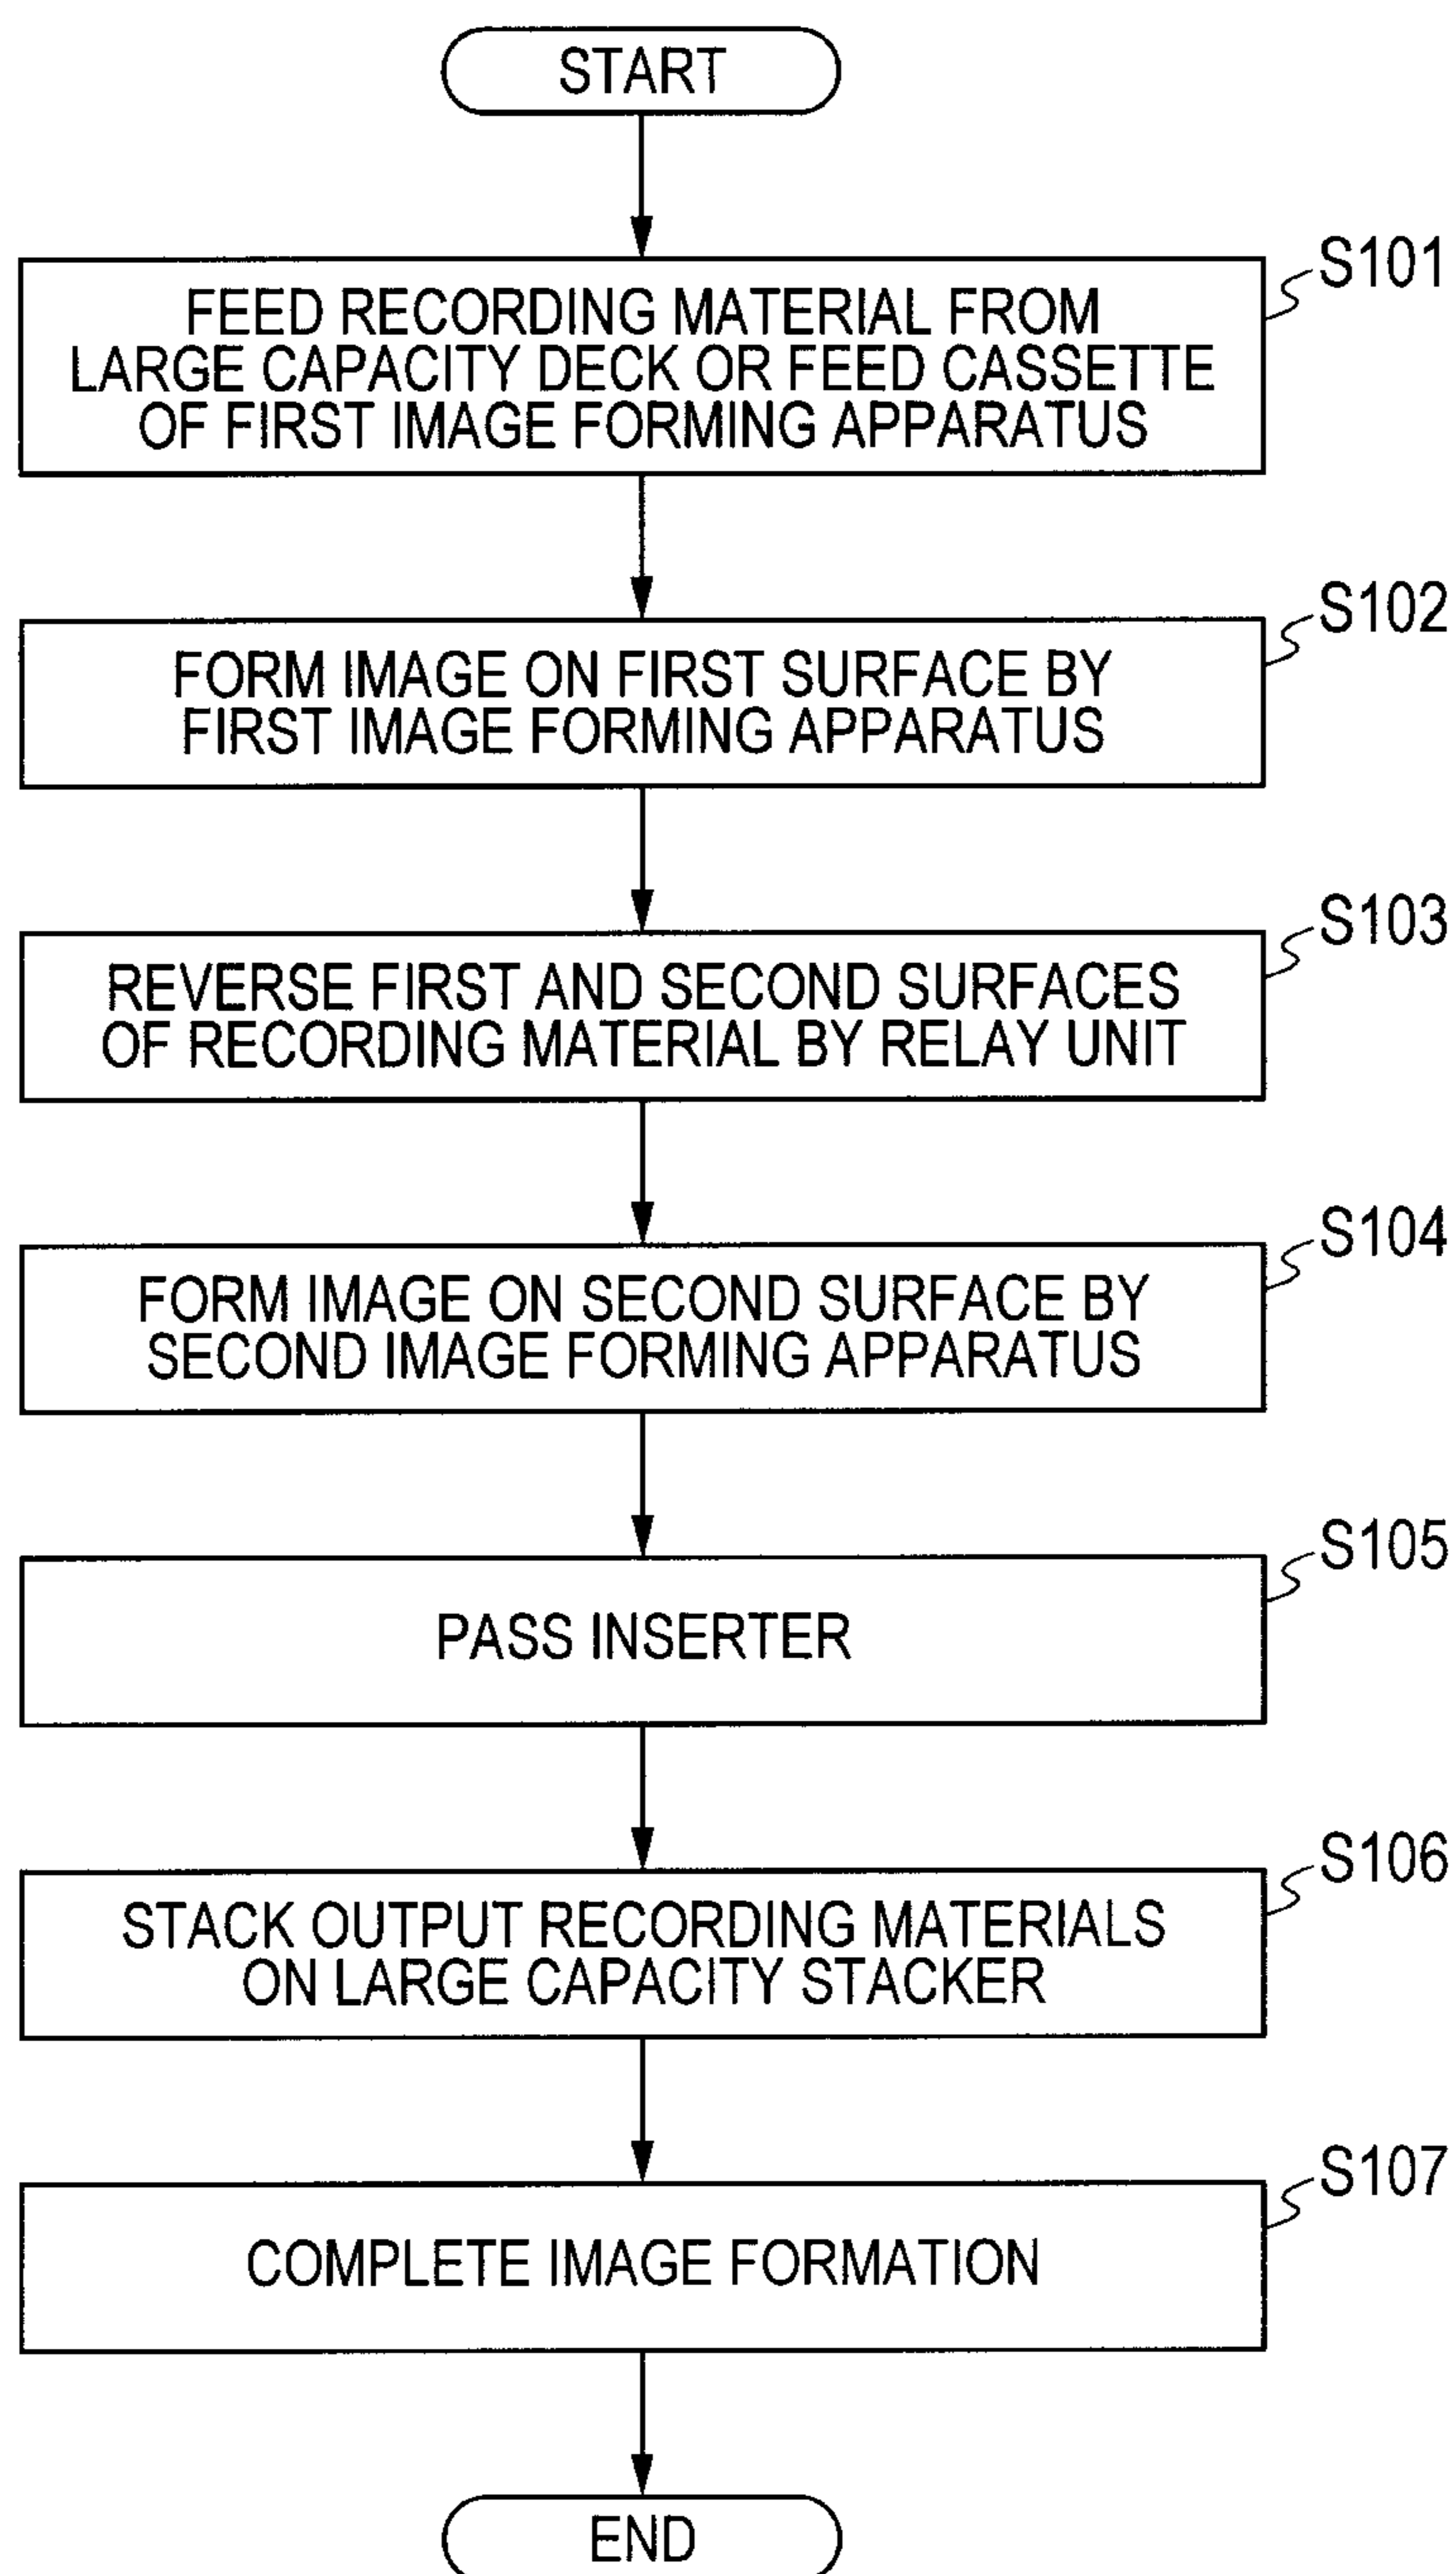 START
S101
FEED RECORDING MATERIAL FROM
LARGE CAPACITY DECK OR FEED CASSETTE
OF FIRST IMAGE FORMING APPARATUS
S102
FORM IMAGE ON FIRST SURFACE BY
FIRST IMAGE FORMING APPARATUS
S103
REVERSE FIRST AND SECOND SURFACES
OF RECORDING MATERIAL BY RELAY UNIT
S104
FORM IMAGE ON SECOND SURFACE BY
SECOND IMAGE FORMING APPARATUS
S105
PASS INSERTER
S106
STACK OUTPUT RECORDING MATERIALS
ON LARGE CAPACITY STACKER
S107
COMPLETE IMAGE FORMATION
END